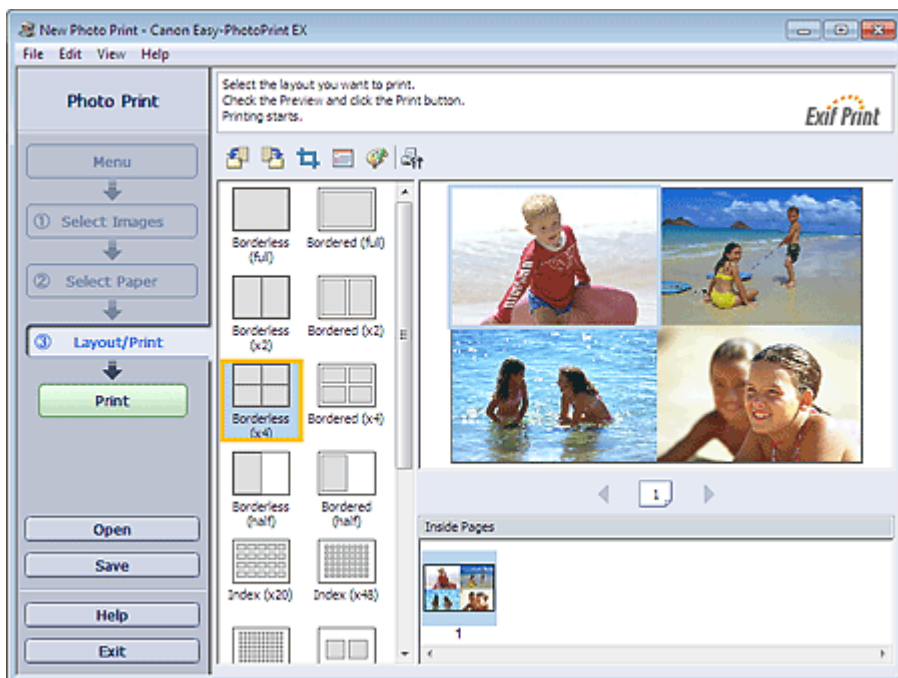 New Photo Print - Canon Easy-PhotoPrint EX
File Edit View Help
Photo Print
Select the layout you want to print.
Check the Preview and click the Print button.
Printing starts.
Exif Print
Menu
① Select Images
② Select Paper
③ Layout/Print
Print
Open
Save
Help
Exit
Borderless
(full)
Bordered (full)
Borderless
(x2)
Bordered (x2)
Borderless
(x4)
Bordered (x4)
Borderless
(half)
Bordered
(half)
Index (x20)
Index (x48)
1
Inside Pages
1